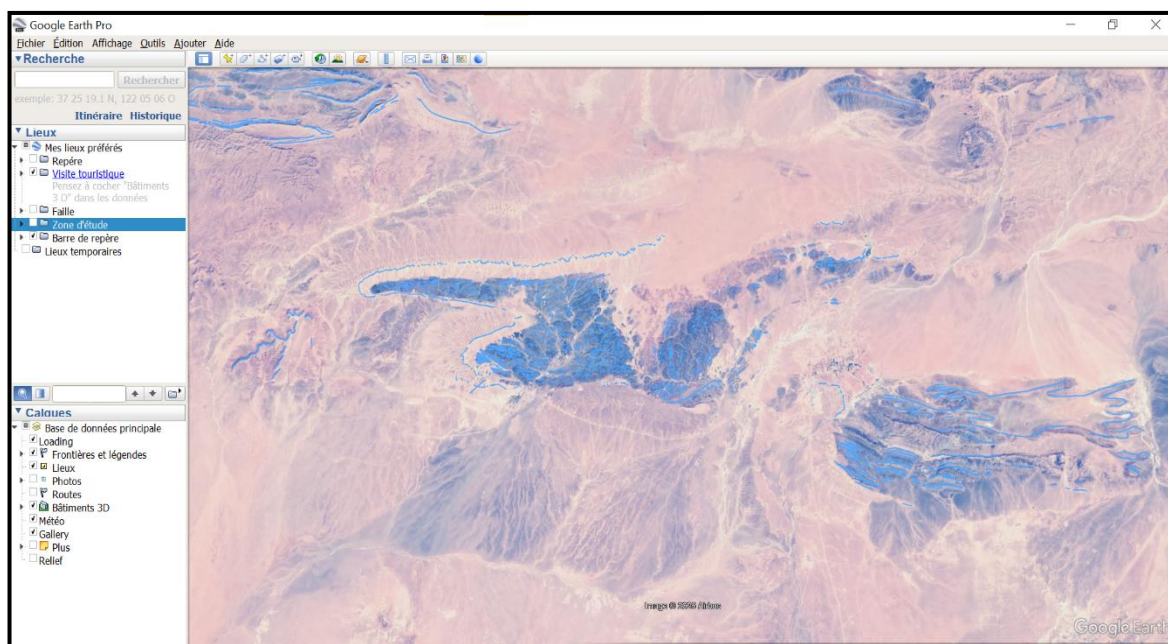 Google Earth Pro
Fichier Édition Affichage Outils Ajouter Aide
Recherche
Rechercher
exemple: 37 25 19.1 N, 122 05 06 O
Itinéraire Historique
Lieux
Mes lieux préférés
Repére
Visite touristique
Pensez à cocher "Bâtiments
3 D" dans les données
Faille
Zone d'étude
Barre de repère
Lieux temporaires
Calques
Base de données principale
Loading
Frontières et légendes
Lieux
Photos
Routes
Bâtiments 3D
Météo
Gallery
Plus
Relief
Image ©
Google Earth